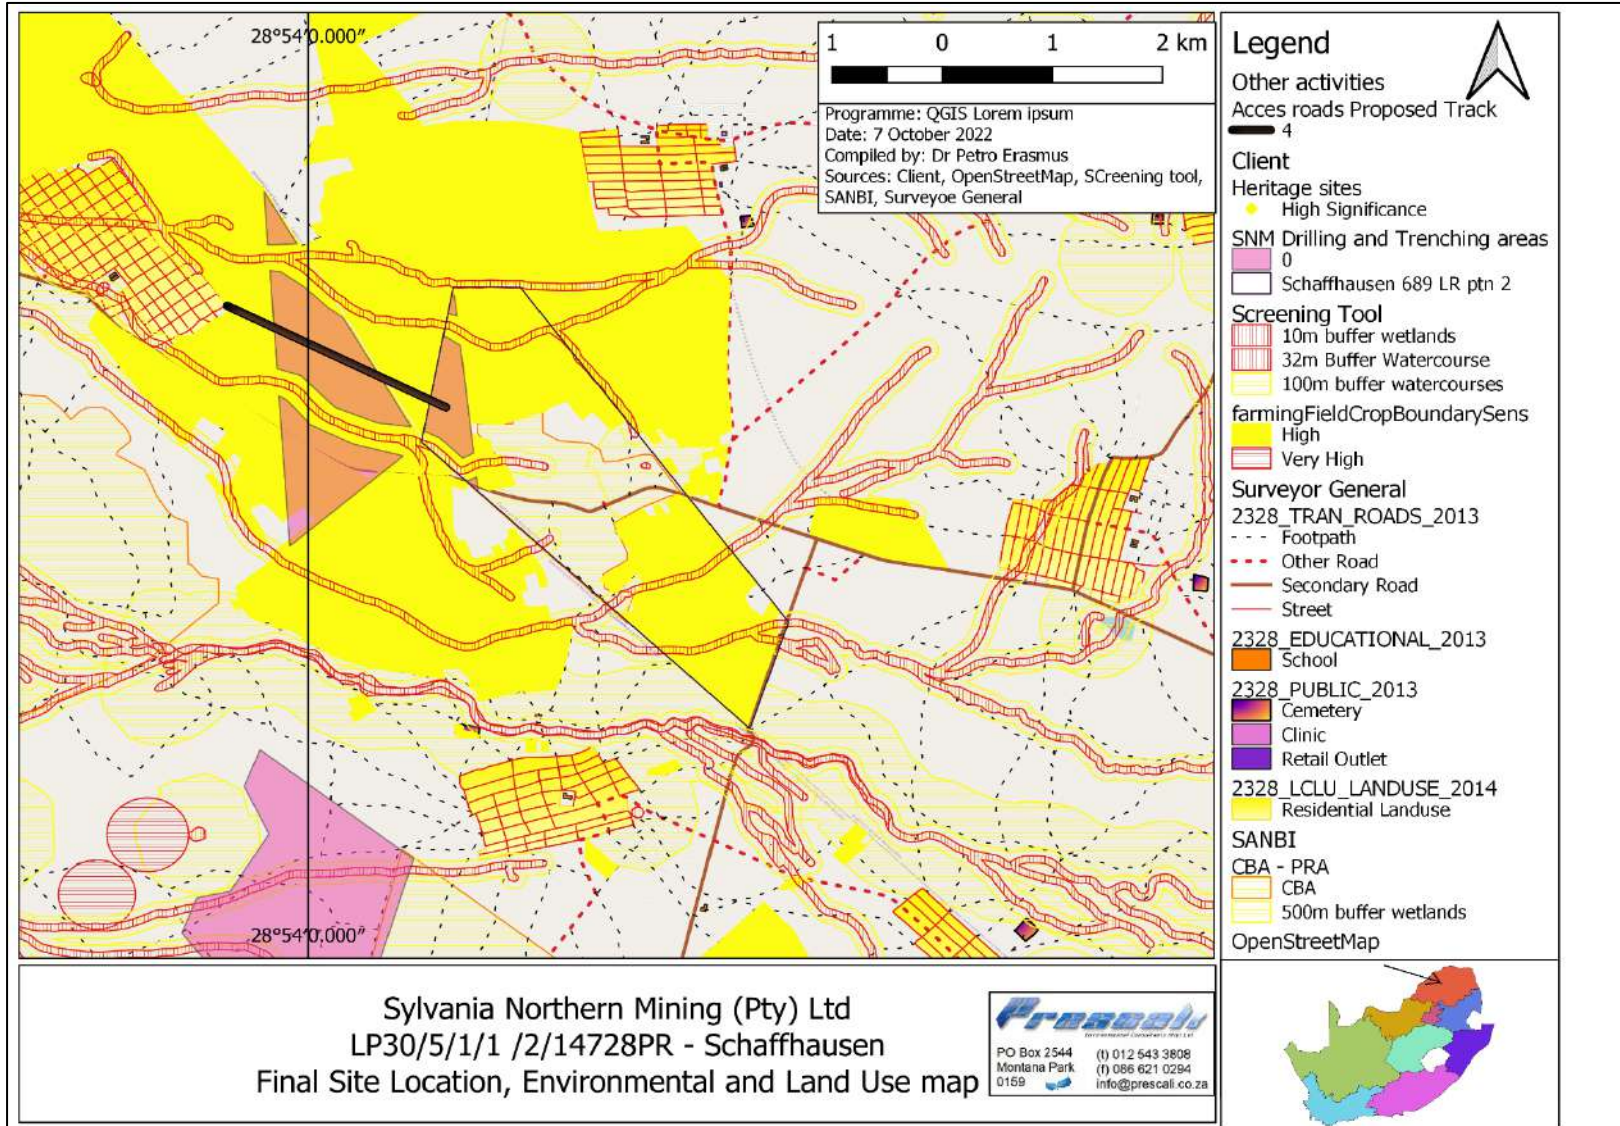 28°54'0.000"
1 0 1 2 km
Programme: QGIS Lorem ipsum
Date: 7 October 2022
Compiled by: Dr Petro Erasmus
Sources: Client, OpenStreetMap, SCreening tool,
SANBI, Surveyoe General
28°54'0.000"
Legend
Other activities
Acces roads Proposed Track
4
Client
Heritage sites
High Significance
SNM Drilling and Trenching areas
0
Schaffhausen 689 LR ptn 2
Screening Tool
10m buffer wetlands
32m Buffer Watercourse
100m buffer watercourses
farmingFieldCropBoundarySens
High
Very High
Surveyor General
2328_TRAN_ROADS_2013
Footpath
Other Road
Secondary Road
Street
2328_EDUCATIONAL_2013
School
2328_PUBLIC_2013
Cemetery
Clinic
Retail Outlet
2328_LCLU_LANDUSE_2014
Residential Landuse
SANBI
CBA - PRA
CBA
500m buffer wetlands
OpenStreetMap
Sylvania Northern Mining (Pty) Ltd
LP30/5/1/1 /2/14728PR - Schaffhausen
Final Site Location, Environmental and Land Use map
Prescali
PO Box 2544 (t) 012 543 3808
Montana Park (f) 086 621 0294
0159 info@prescali.co.za